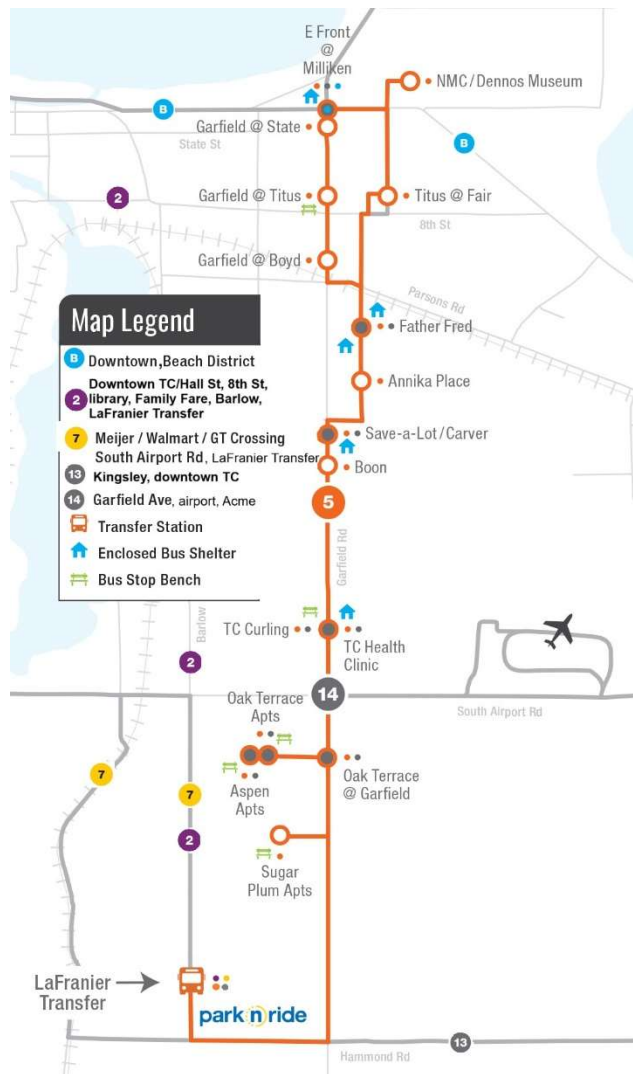 E Front
@
Milliken
NMC/Dennos Museum
B
Garfield @ State
State St
B
2
Garfield @ Titus
Titus @ Fair
8th St
Garfield @ Boyd
Parsons Rd
Map Legend
B Downtown,Beach District
2 Downtown TC/Hall St, 8th St,
library, Family Fare, Barlow,
LaFranier Transfer
7 Meijer / Walmart / GT Crossing
South Airport Rd, LaFranier Transfer
13 Kingsley, downtown TC
14 Garfield Ave, airport, Acme
Transfer Station
Enclosed Bus Shelter
Bus Stop Bench
Father Fred
Annika Place
Save-a-Lot/Carver
Boon
5
Garfield Rd
TC Curling
TC Health
Clinic
Barlow
2
14
South Airport Rd
Oak Terrace
Apts
Aspen
Apts
Oak Terrace
@ Garfield
7
7
2
Sugar
Plum Apts
LaFranier
Transfer
park n ride
13
Hammond Rd